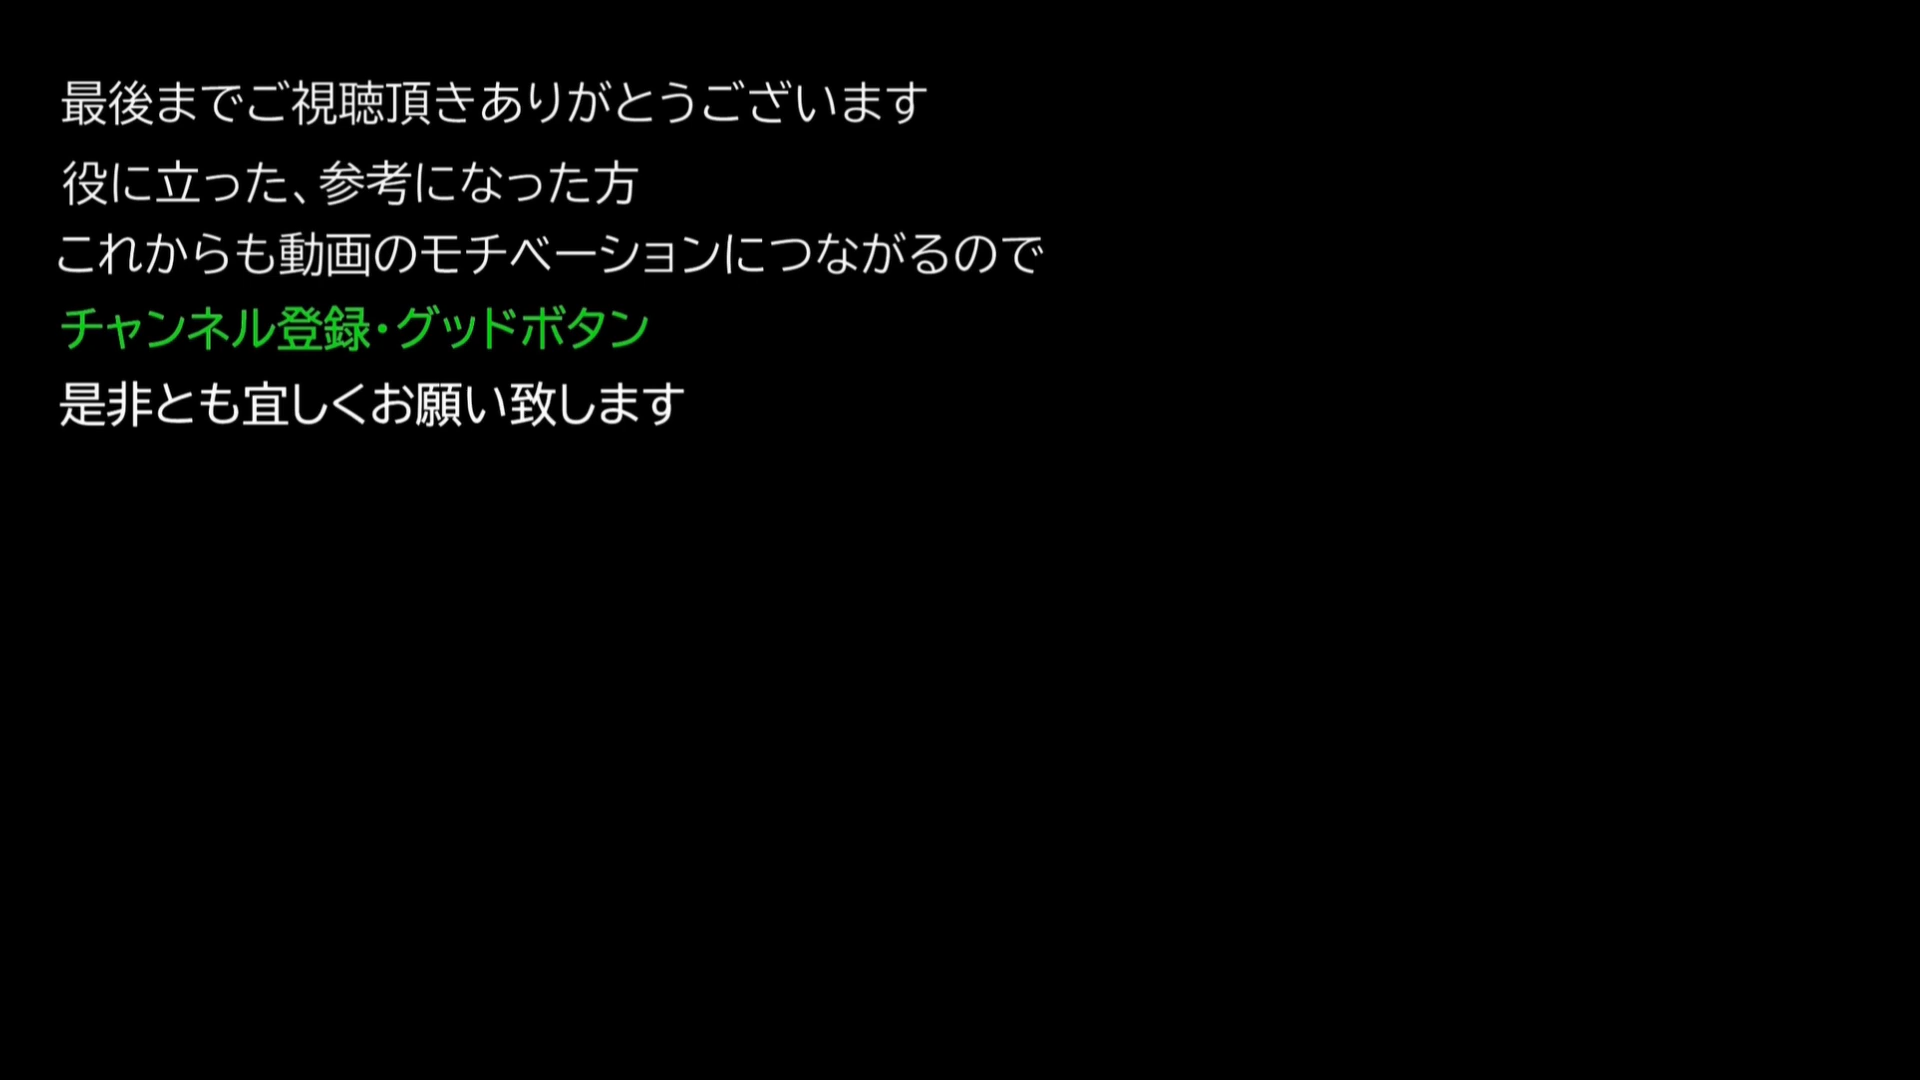 最後までご視聴頂きありがとうございます
役に立った、参考になった方
これからも動画のモチベーションにつながるので
チャンネル登録・グッドボタン
是非とも宜しくお願い致します